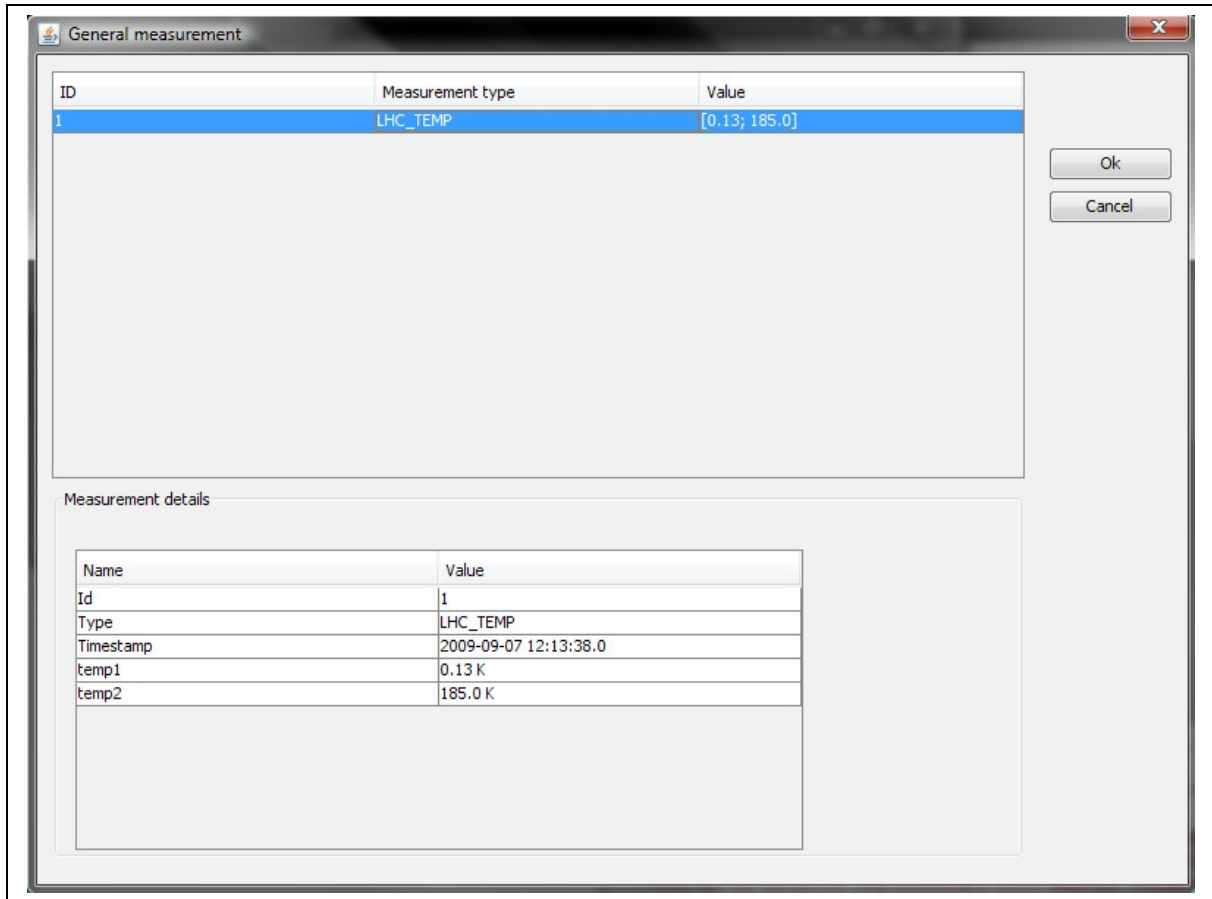 General measurement
ID Measurement type Value
1 LHC_TEMP [0.13; 185.0]
Ok
Cancel
Measurement details
Name Value
Id 1
Type LHC_TEMP
Timestamp 2009-09-07 12:13:38.0
temp1 0.13 K
temp2 185.0 K